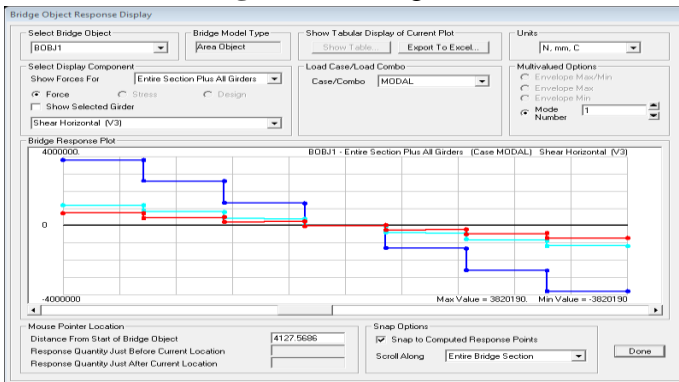 Bridge Object Response Display
Select Bridge Object
BOBJ1
Bridge Model Type
Area Object
Show Tabular Display of Current Plot
Show Table...
Export To Excel...
Units
N, mm, C
Select Display Component
Show Forces For
Entire Section Plus All Girders
Force
Stress
Design
Show Selected Girder
Shear Horizontal (V3)
Load Case/Load Combo
Case/Combo
MODAL
Multivalued Options
Envelope Max/Min
Envelope Max
Envelope Min
Mode Number
1
Bridge Response Plot
4000000.
BOBJ1 - Entire Section Plus All Girders (Case MODAL) Shear Horizontal (V3)
0
-4000000
Max Value = 3820190. Min Value = -3820190
Mouse Pointer Location
Distance From Start of Bridge Object
4127.5686
Response Quantity Just Before Current Location
Response Quantity Just After Current Location
Snap Options
Snap to Computed Response Points
Scroll Along
Entire Bridge Section
Done